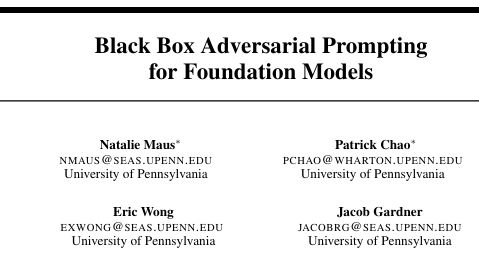 Black Box Adversarial Prompting
for Foundation Models
Natalie Maus*
NMAUS@SEAS.UPENN.EDU
University of Pennsylvania
Patrick Chao*
PCHAO@WHARTON.UPENN.EDU
University of Pennsylvania
Eric Wong
EXWONG@SEAS.UPENN.EDU
University of Pennsylvania
Jacob Gardner
JACOBRG@SEAS.UPENN.EDU
University of Pennsylvania